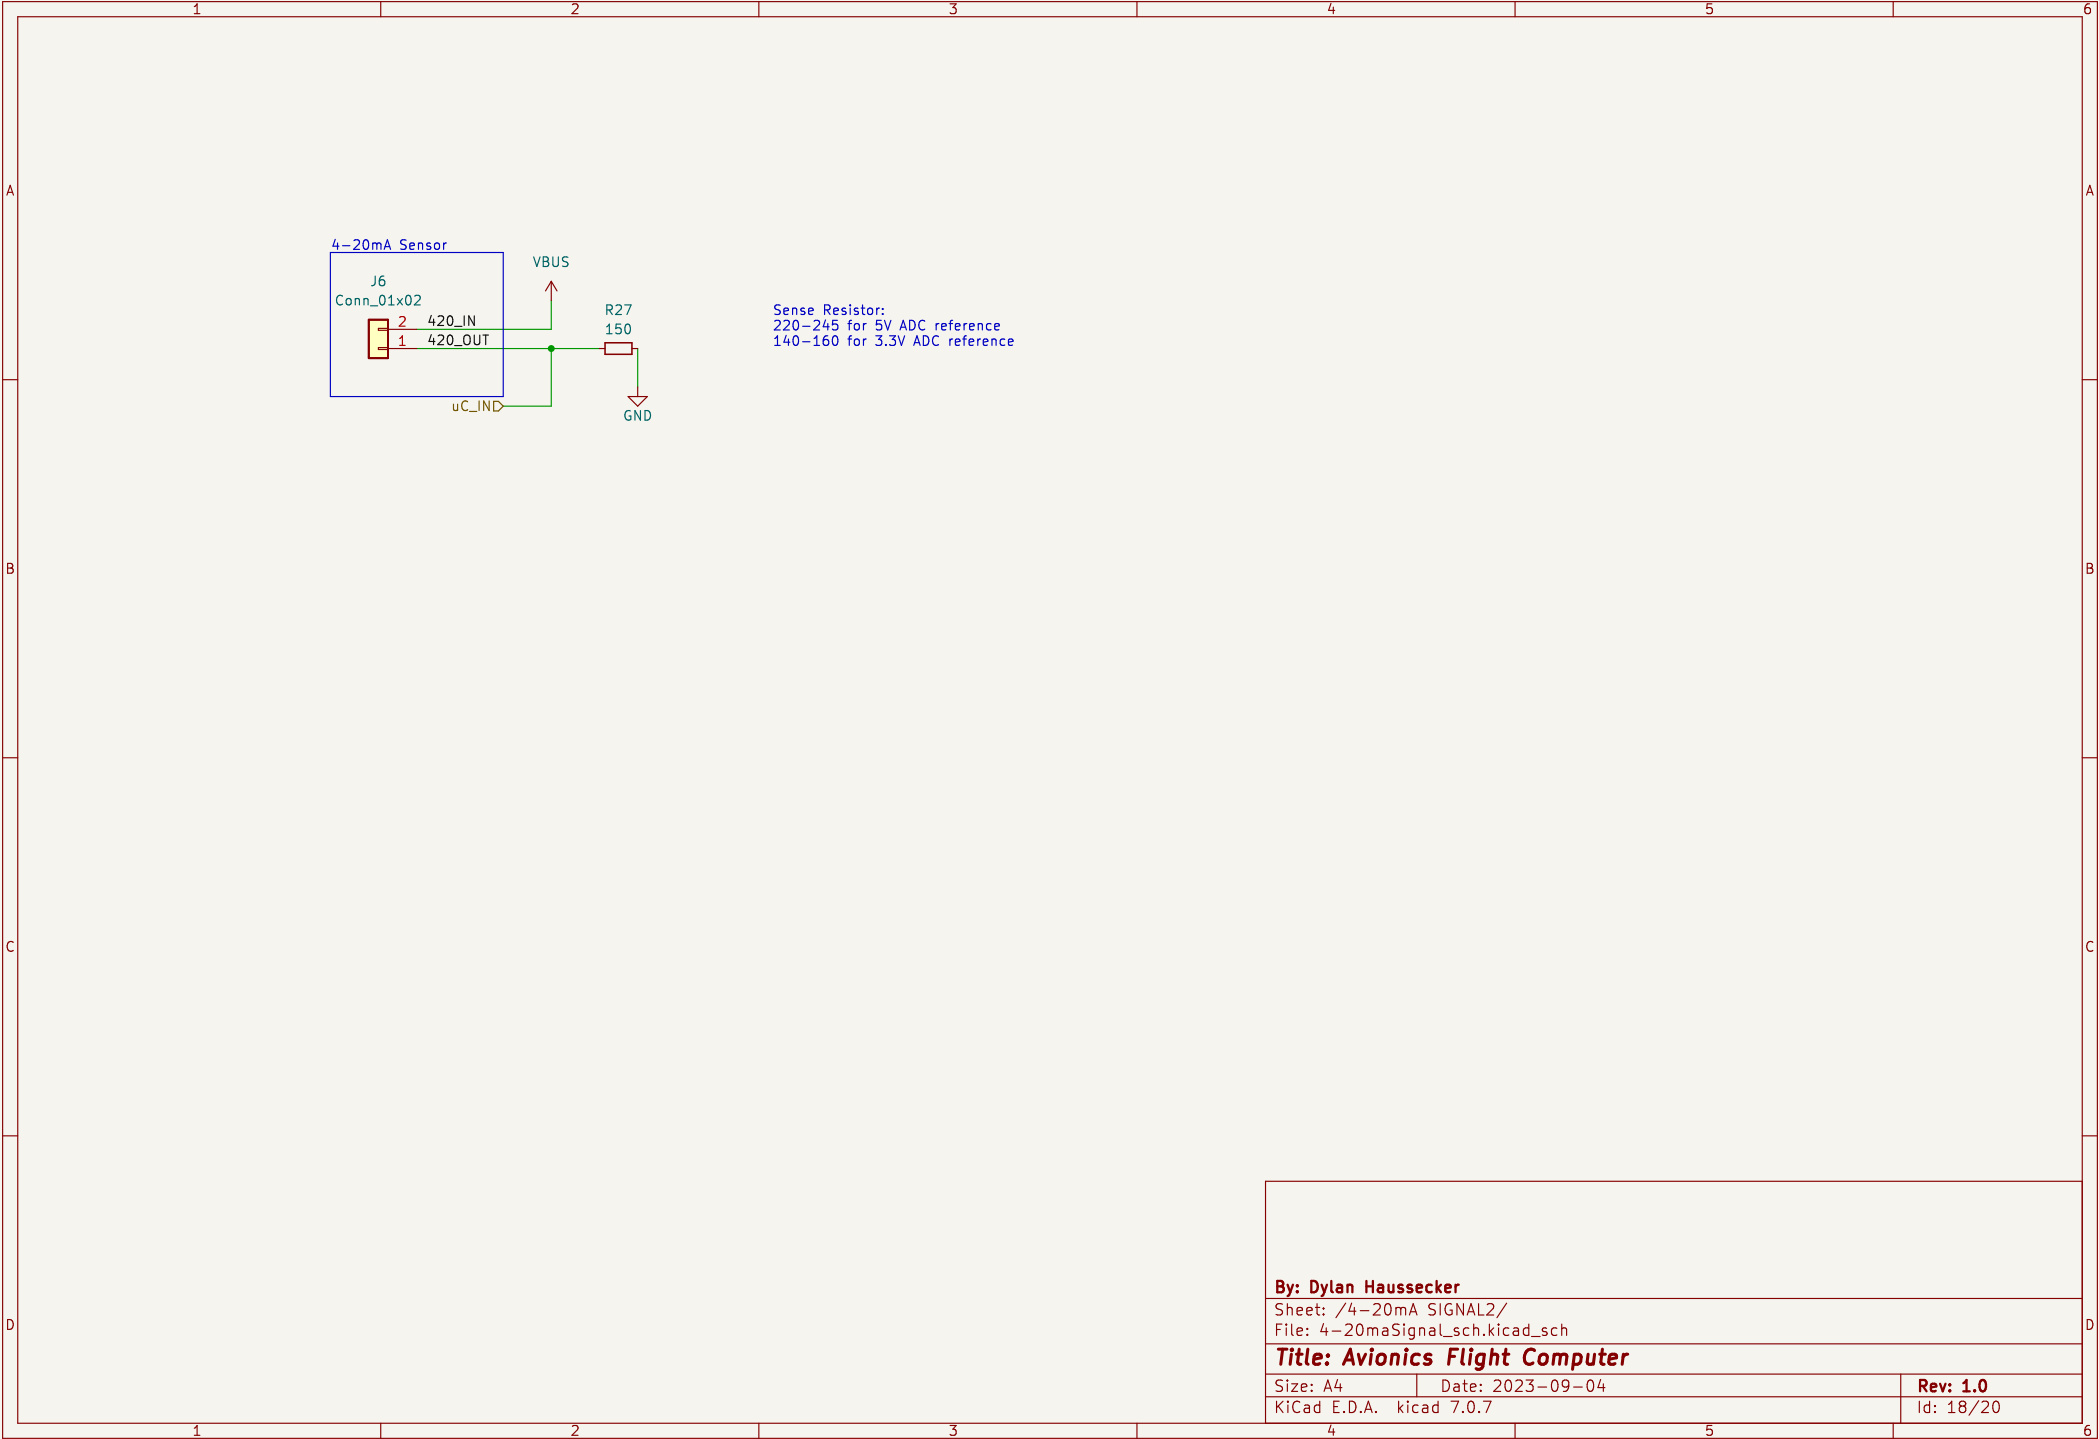 1 2 3 4 5 6
A A
4-20mA Sensor
VBUS
J6
Conn_01x02
2 420_IN
1 420_OUT
R27
150
Sense Resistor:
220-245 for 5V ADC reference
140-160 for 3.3V ADC reference
uC_IN
GND
B B
C C
By: Dylan Haussecker
Sheet: /4-20mA SIGNAL2/
File: 4-20maSignal_sch.kicad_sch
D D
Title: Avionics Flight Computer
Size: A4 Date: 2023-09-04 Rev: 1.0
KiCad E.D.A. kicad 7.0.7 Id: 18/20
1 2 3 4 5 6